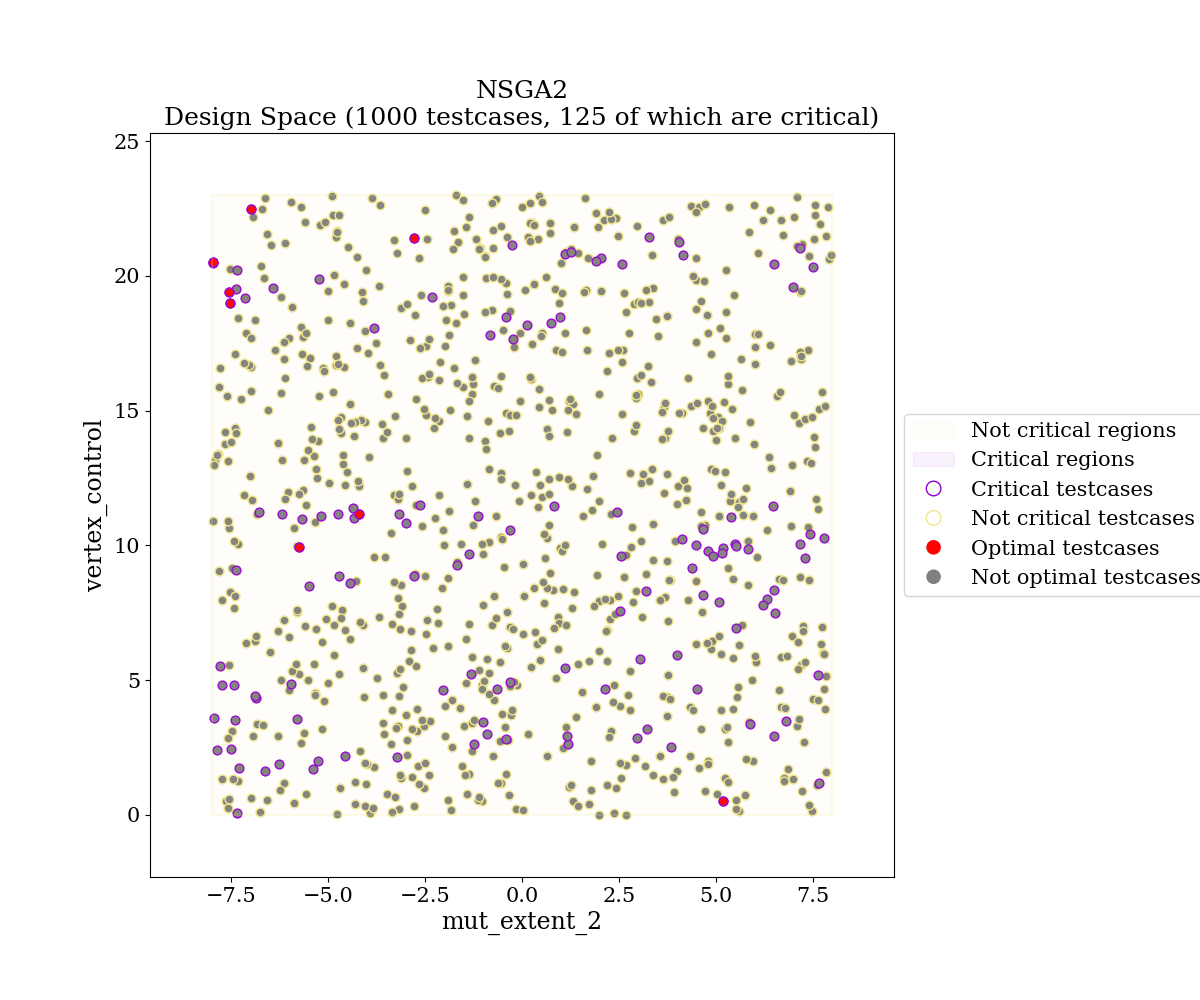 NSGA2
Design Space (1000 testcases, 125 of which are critical)
25
20
15
10
5
0
vertex_control
−7.5
−5.0
−2.5
0.0
2.5
5.0
7.5
mut_extent_2
Not critical regions
Critical regions
Critical testcases
Not critical testcases
Optimal testcases
Not optimal testcases